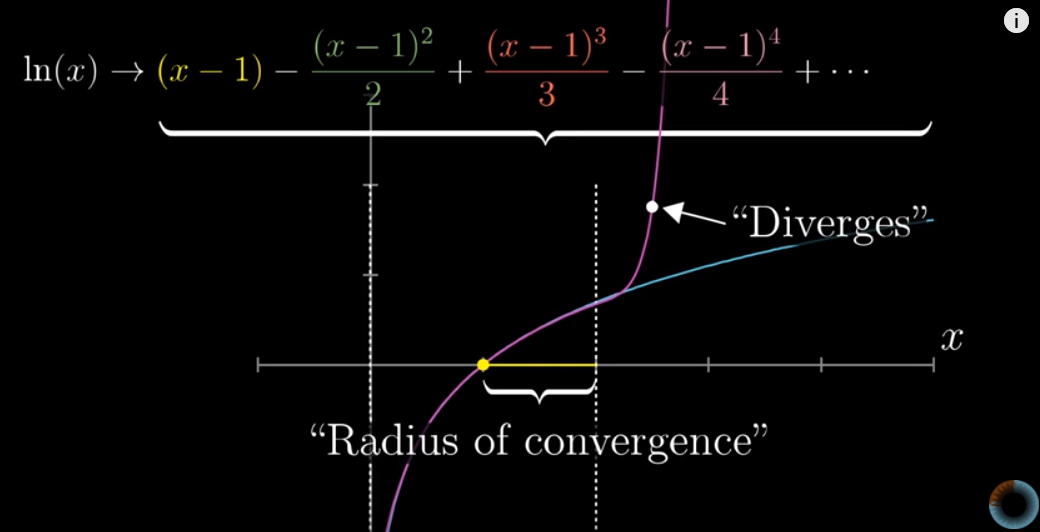 ln(x) → (x − 1) − (x − 1)²/2 + (x − 1)³/3 − (x − 1)⁴/4 + ⋯
“Diverges”
x
“Radius of convergence”
i